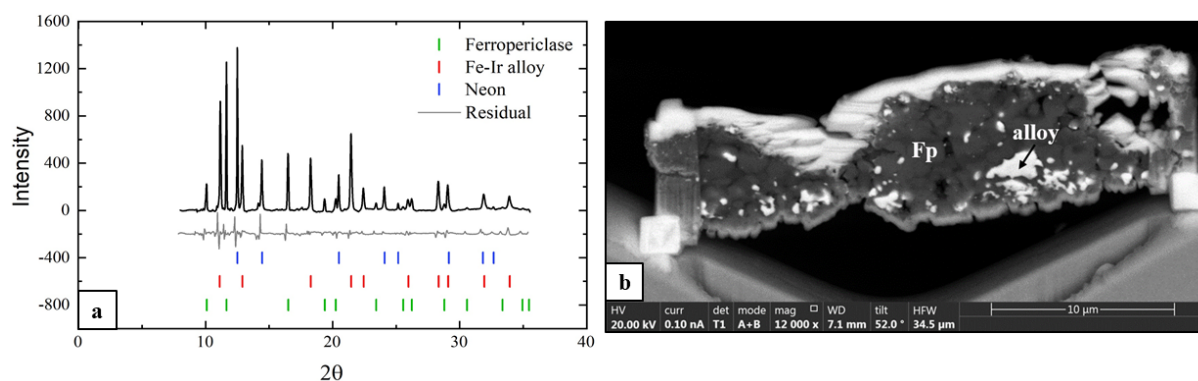 1600
1200
800
400
0
-400
-800
Intensity
Ferropericlase
Fe-Ir alloy
Neon
Residual
a
0 10 20 30 40
2θ
alloy
Fp
b
HV curr det mode mag □ WD tilt HFW
20.00 kV 0.10 nA T1 A+B 12 000 x 7.1 mm 52.0 ° 34.5 µm
10 µm